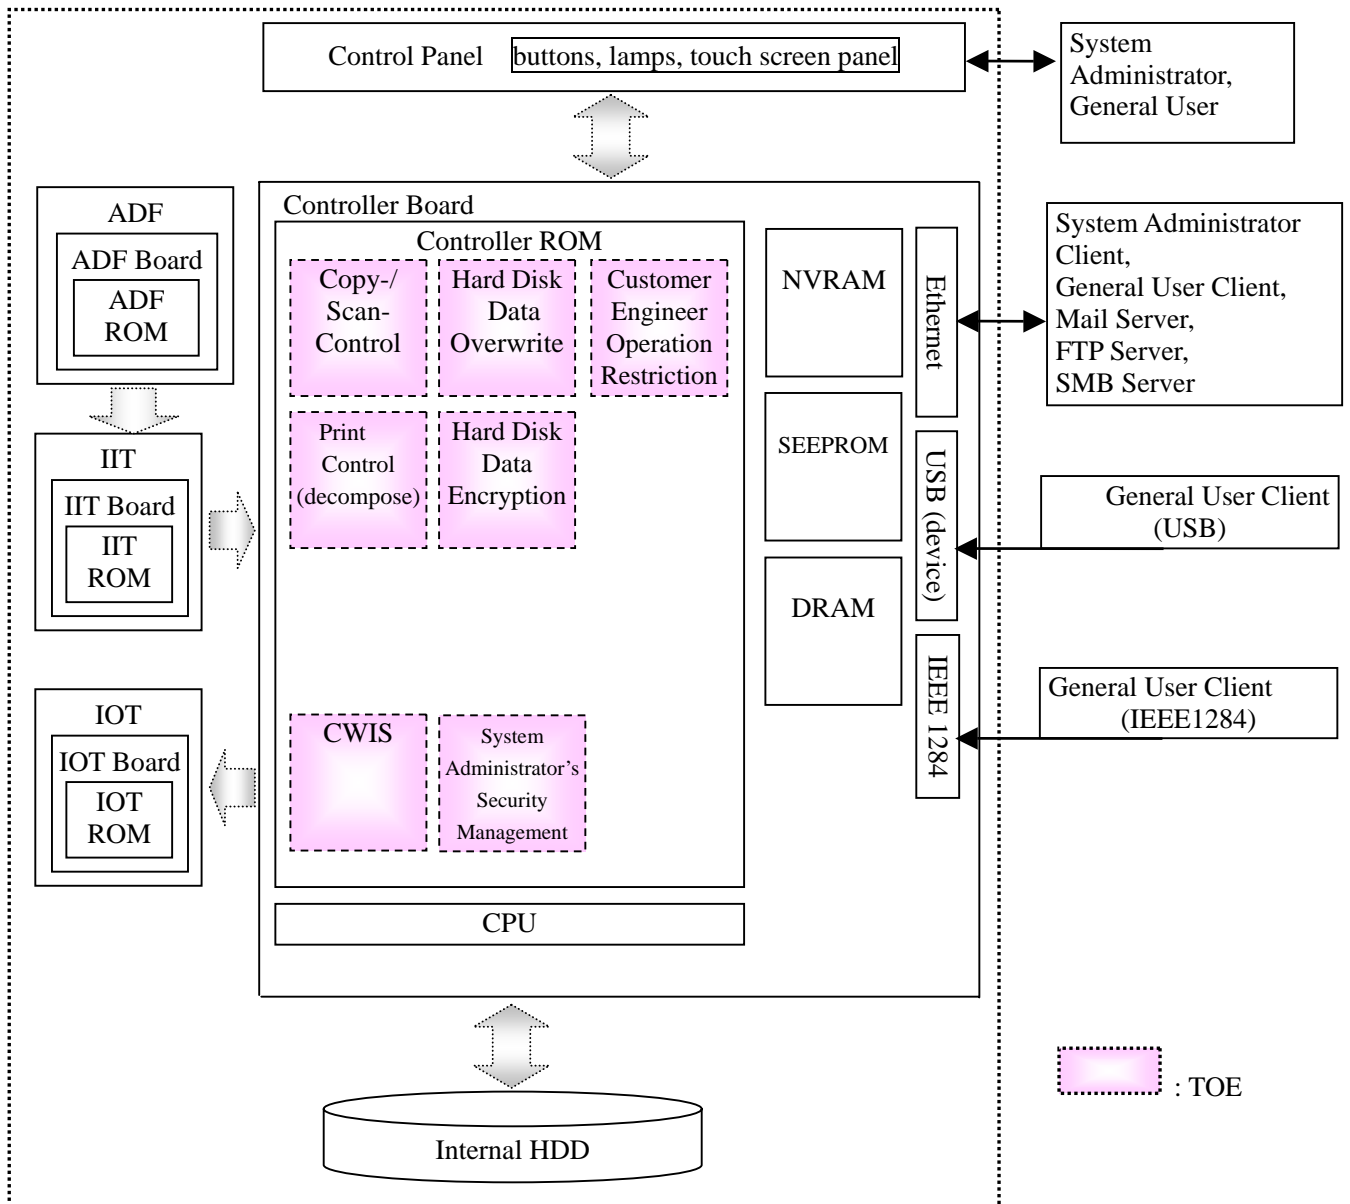 Control Panel buttons, lamps, touch screen panel
System
Administrator,
General User
ADF
ADF Board
ADF
ROM
IIT
IIT Board
IIT
ROM
IOT
IOT Board
IOT
ROM
Controller Board
Controller ROM
Copy-/
Scan-
Control
Hard Disk
Data
Overwrite
Customer
Engineer
Operation
Restriction
Print
Control
(decompose)
Hard Disk
Data
Encryption
CWIS
System
Administrator’s
Security
Management
CPU
NVRAM
SEEPROM
DRAM
Ethernet
USB (device)
IEEE 1284
System Administrator
Client,
General User Client,
Mail Server,
FTP Server,
SMB Server
General User Client
(USB)
General User Client
(IEEE1284)
Internal HDD
: TOE